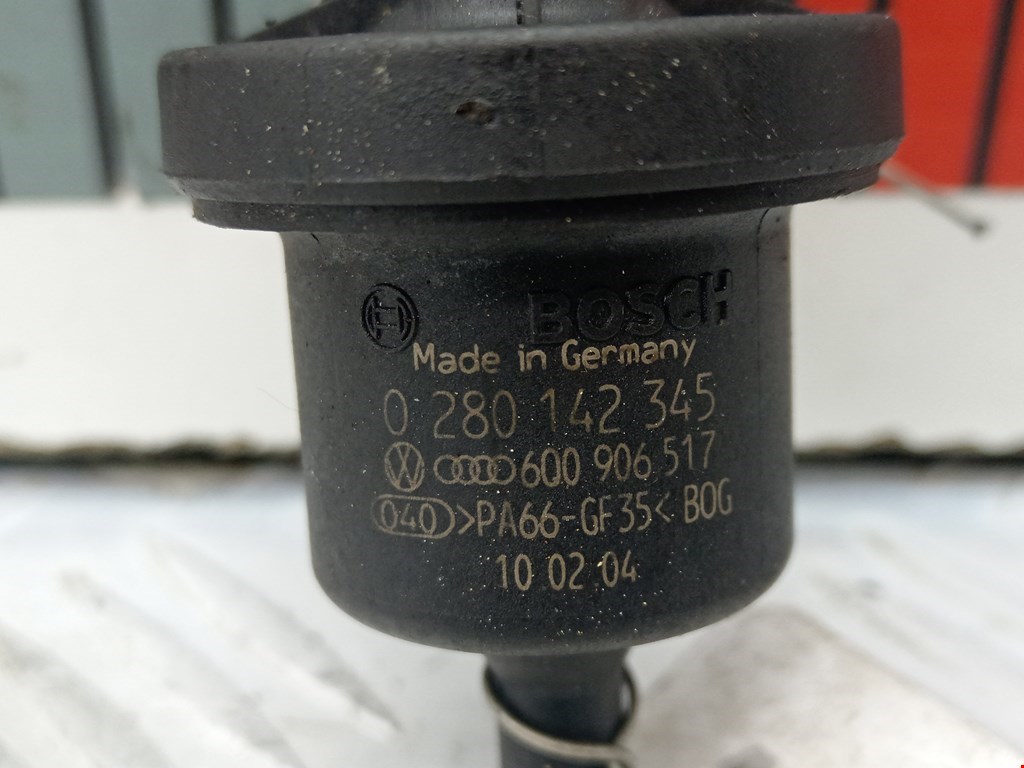 BOSCH
Made in Germany
0 280 142 345
6Q0 906 517
040 >PA66-GF35< BOG
10 02 04